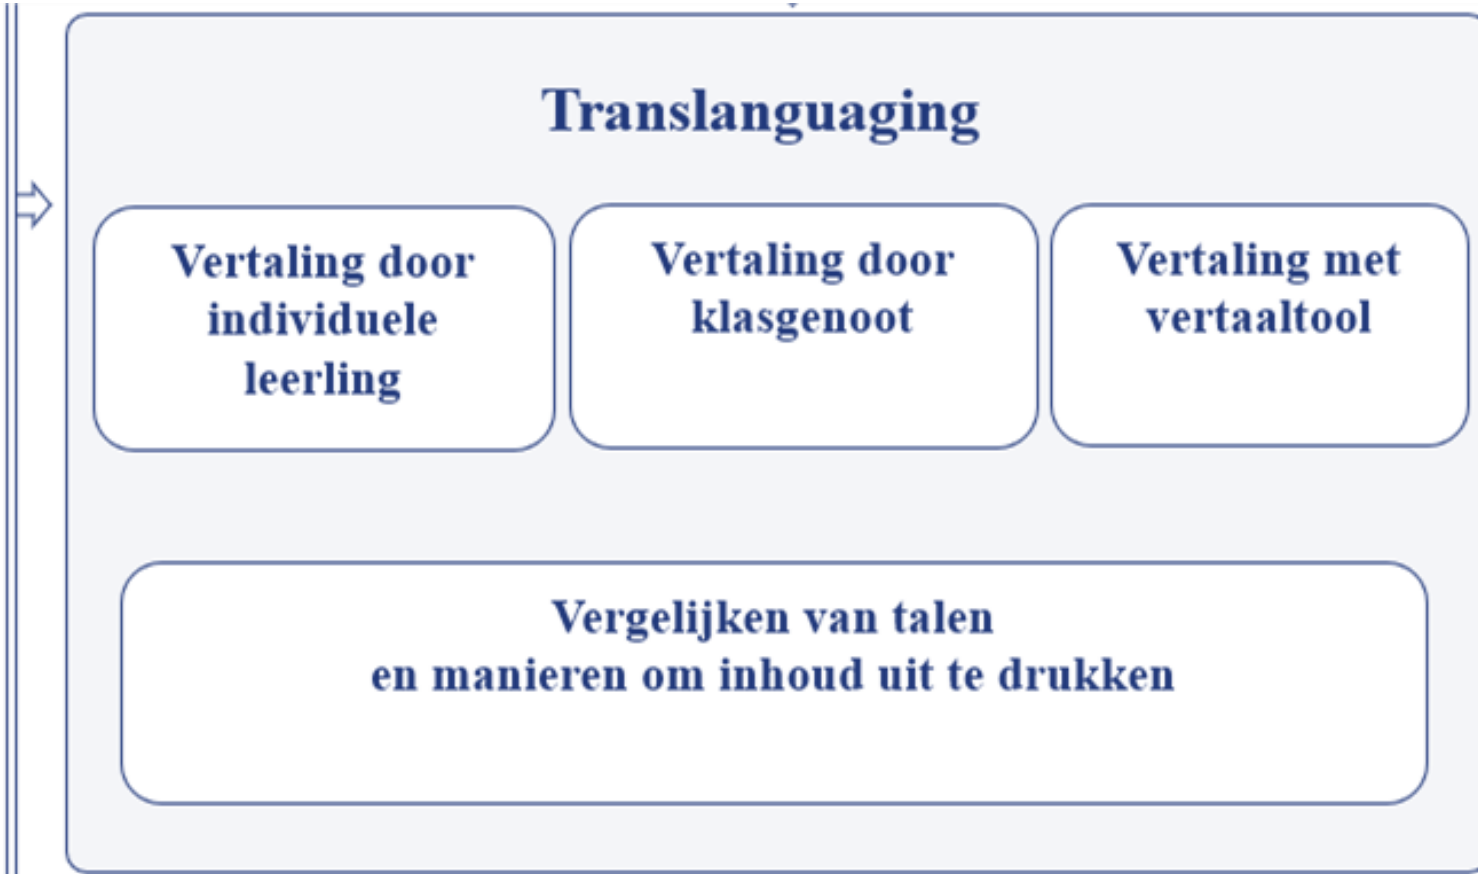 Translanguaging
Vertaling door
individuele
leerling
Vertaling door
klasgenoot
Vertaling met
vertaaltool
Vergelijken van talen
en manieren om inhoud uit te drukken